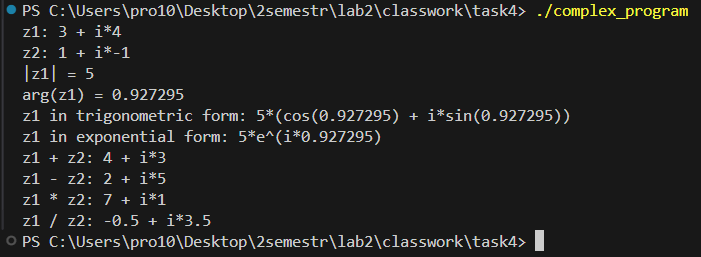 PS C:\Users\pro10\Desktop\2semestr\lab2\classwork\task4> ./complex_program
z1: 3 + i*4
z2: 1 + i*-1
|z1| = 5
arg(z1) = 0.927295
z1 in trigonometric form: 5*(cos(0.927295) + i*sin(0.927295))
z1 in exponential form: 5*e^(i*0.927295)
z1 + z2: 4 + i*3
z1 - z2: 2 + i*5
z1 * z2: 7 + i*1
z1 / z2: -0.5 + i*3.5
PS C:\Users\pro10\Desktop\2semestr\lab2\classwork\task4>